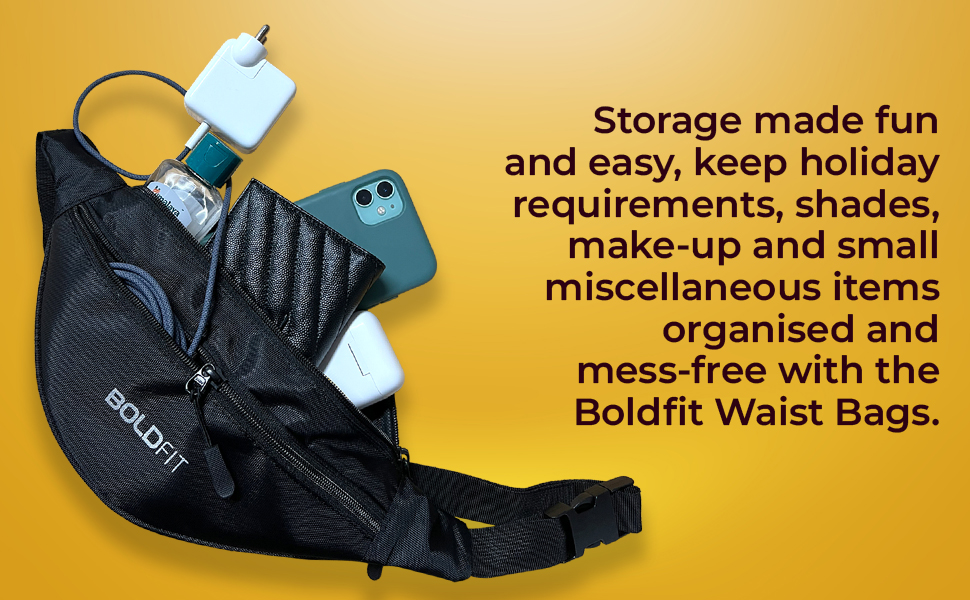 Himalaya
BOLDFIT
Storage made fun
and easy, keep holiday
requirements, shades,
make-up and small
miscellaneous items
organised and
mess-free with the
Boldfit Waist Bags.